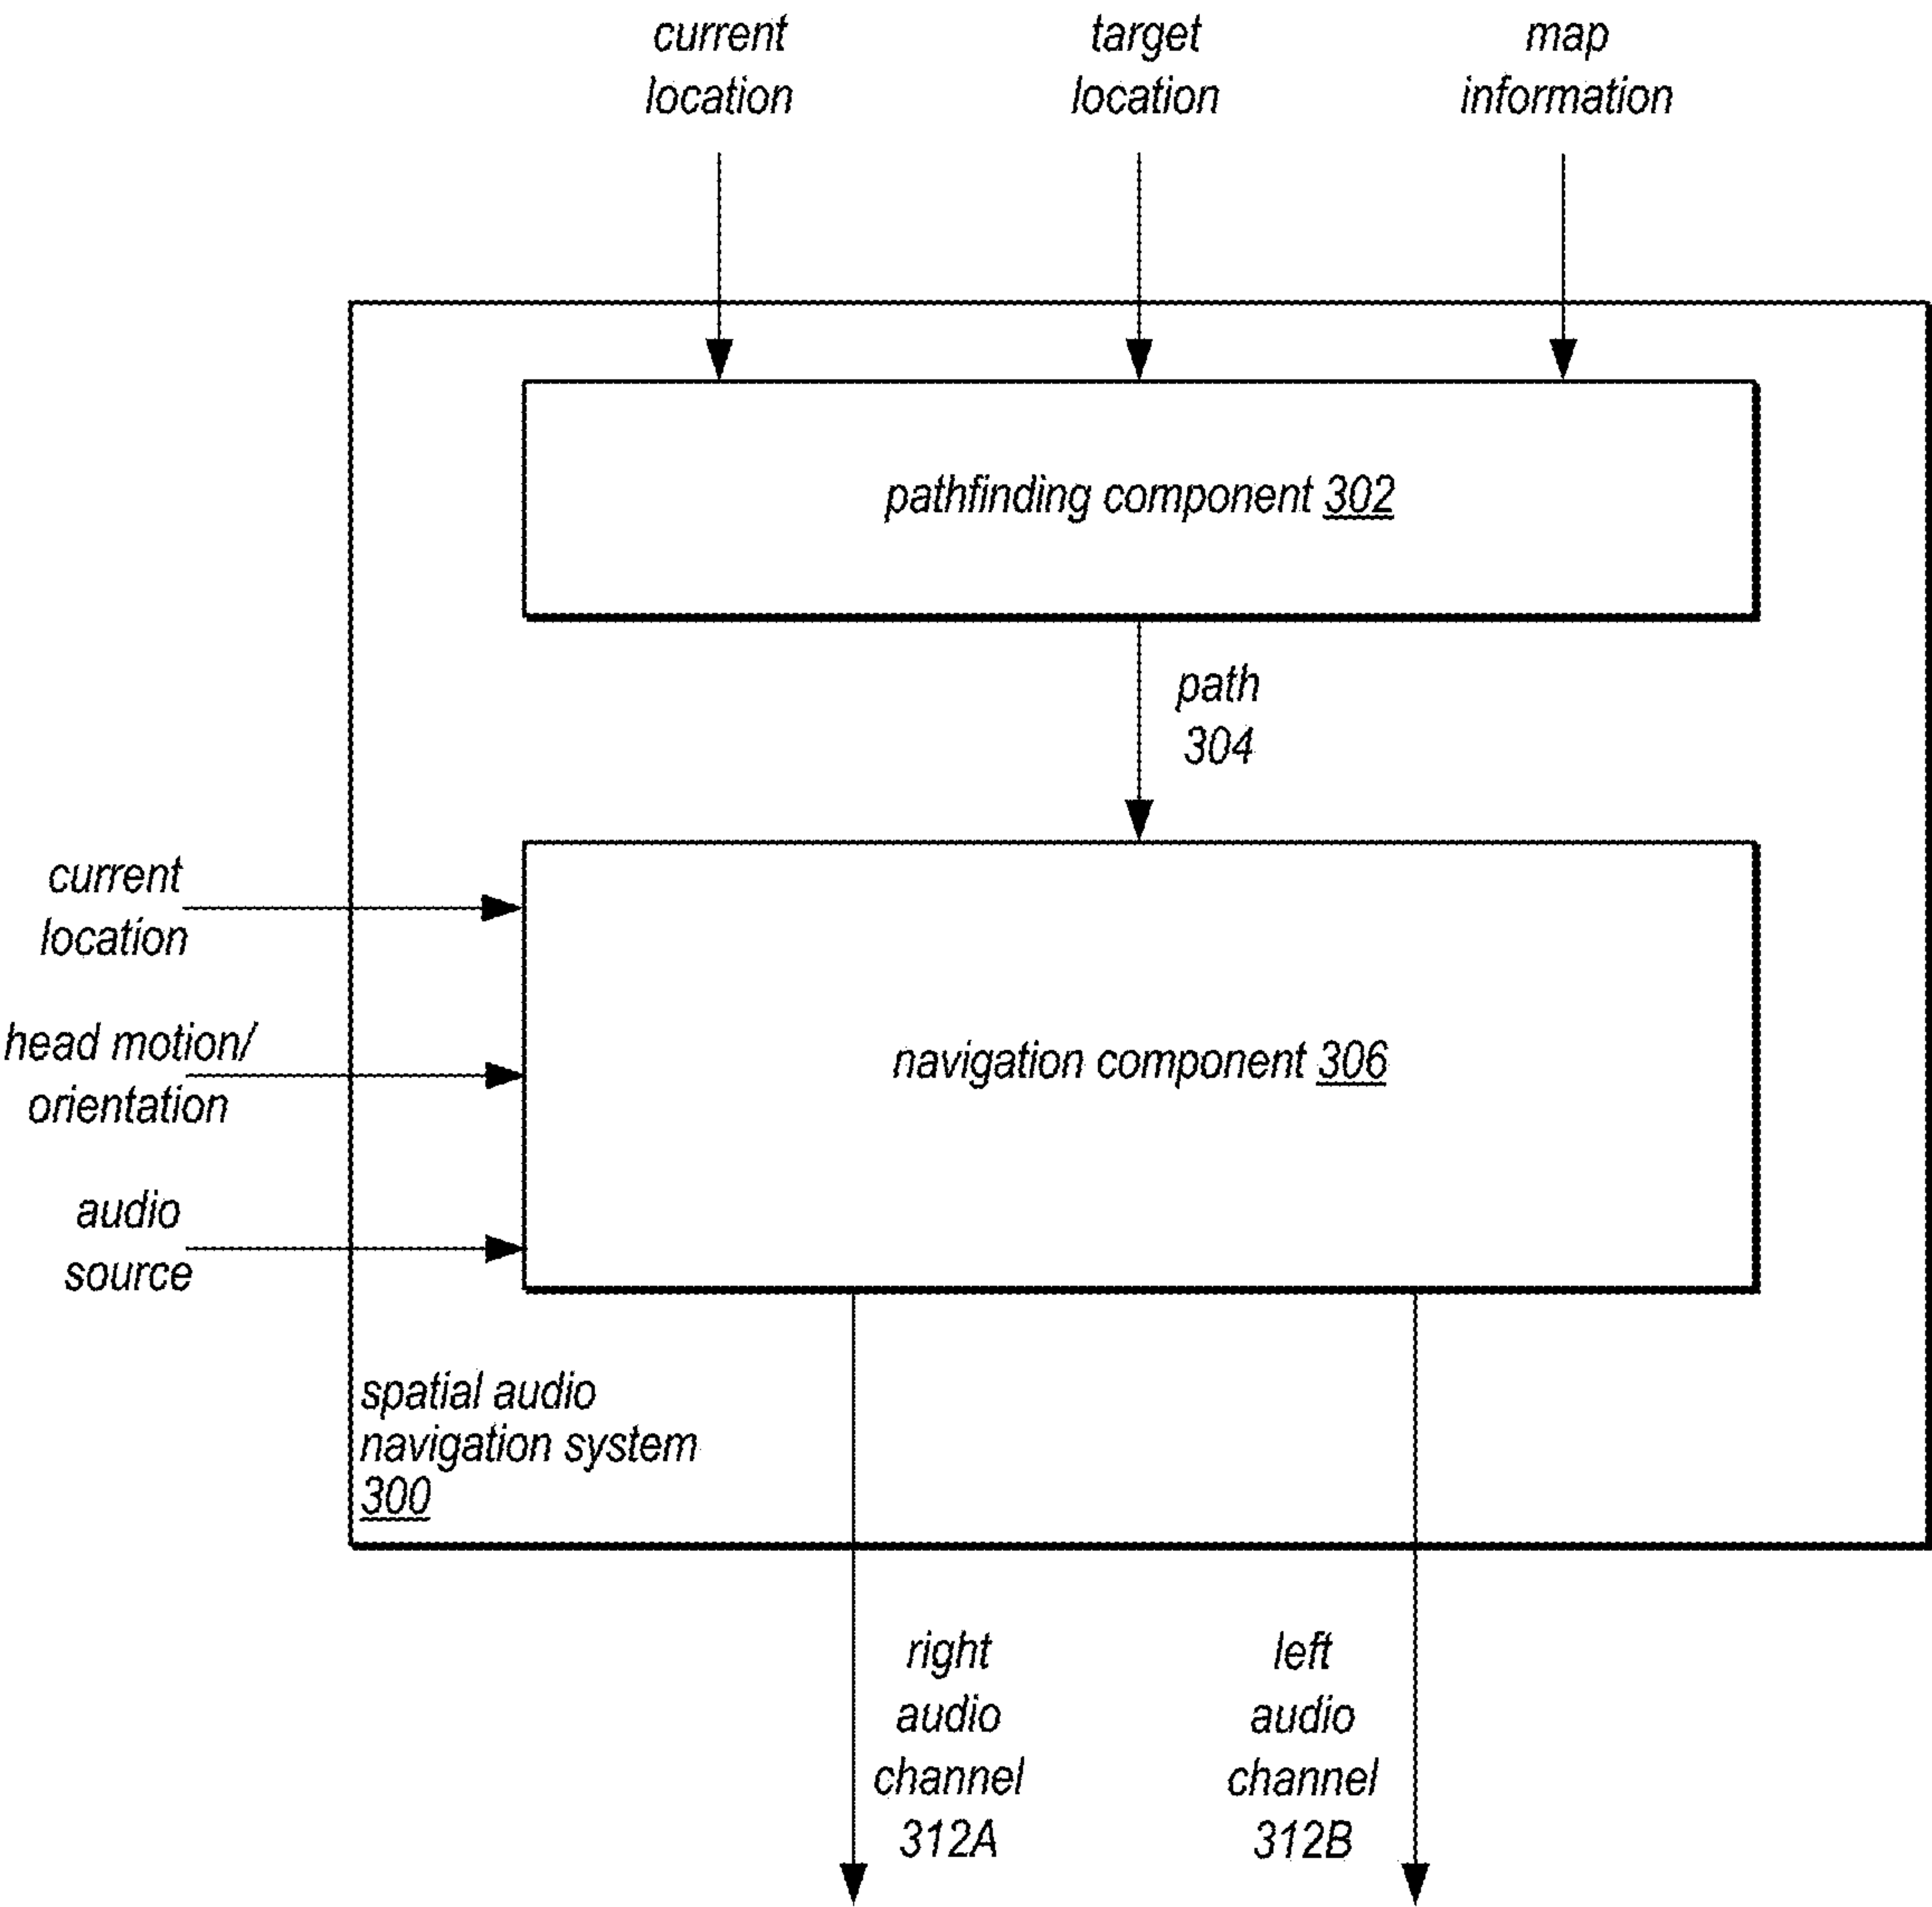 current
location
target
location
map
information
pathfinding component 302
path
304
current
location
head motion/
orientation
audio
source
navigation component 306
spatial audio
navigation system
300
right
audio
channel
312A
left
audio
channel
312B